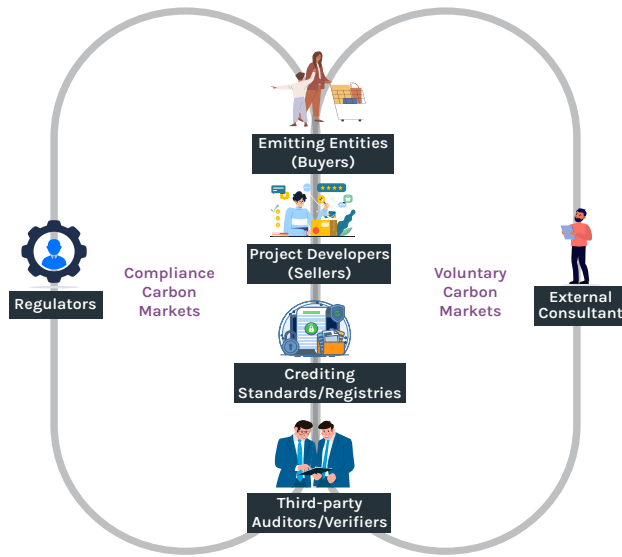 Emitting Entities
(Buyers)
Project Developers
(Sellers)
Regulators
Compliance
Carbon
Markets
Voluntary
Carbon
Markets
External
Consultant
Crediting
Standards/Registries
Third-party
Auditors/Verifiers